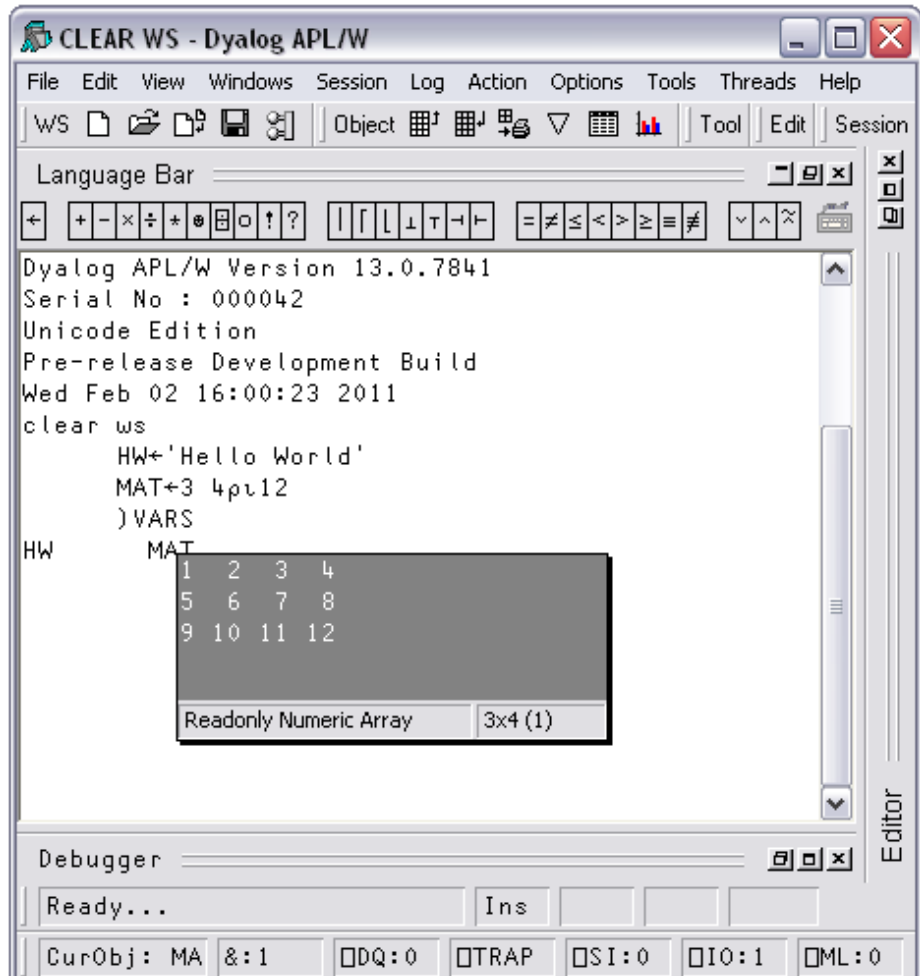 CLEAR WS - Dyalog APL/W
File Edit View Windows Session Log Action Options Tools Threads Help
WS Object Tool Edit Session
Language Bar
← + - × ÷ * ⍟ ⌹ ○ ! ? | ⌈ ⌊ ⊥ ⊤ ⊣ ⊢ = ≠ ≤ < > ≥ ≡ ≢ ∨ ∧ ⍲
Dyalog APL/W Version 13.0.7841
Serial No : 000042
Unicode Edition
Pre-release Development Build
Wed Feb 02 16:00:23 2011
clear ws
HW←'Hello World'
MAT←3 4⍴⍳12
)VARS
HW MAT
1 2 3 4
5 6 7 8
9 10 11 12
Readonly Numeric Array 3x4 (1)
Editor
Debugger
Ready... Ins
CurObj: MA &:1 ⎕DQ:0 ⎕TRAP ⎕SI:0 ⎕IO:1 ⎕ML:0